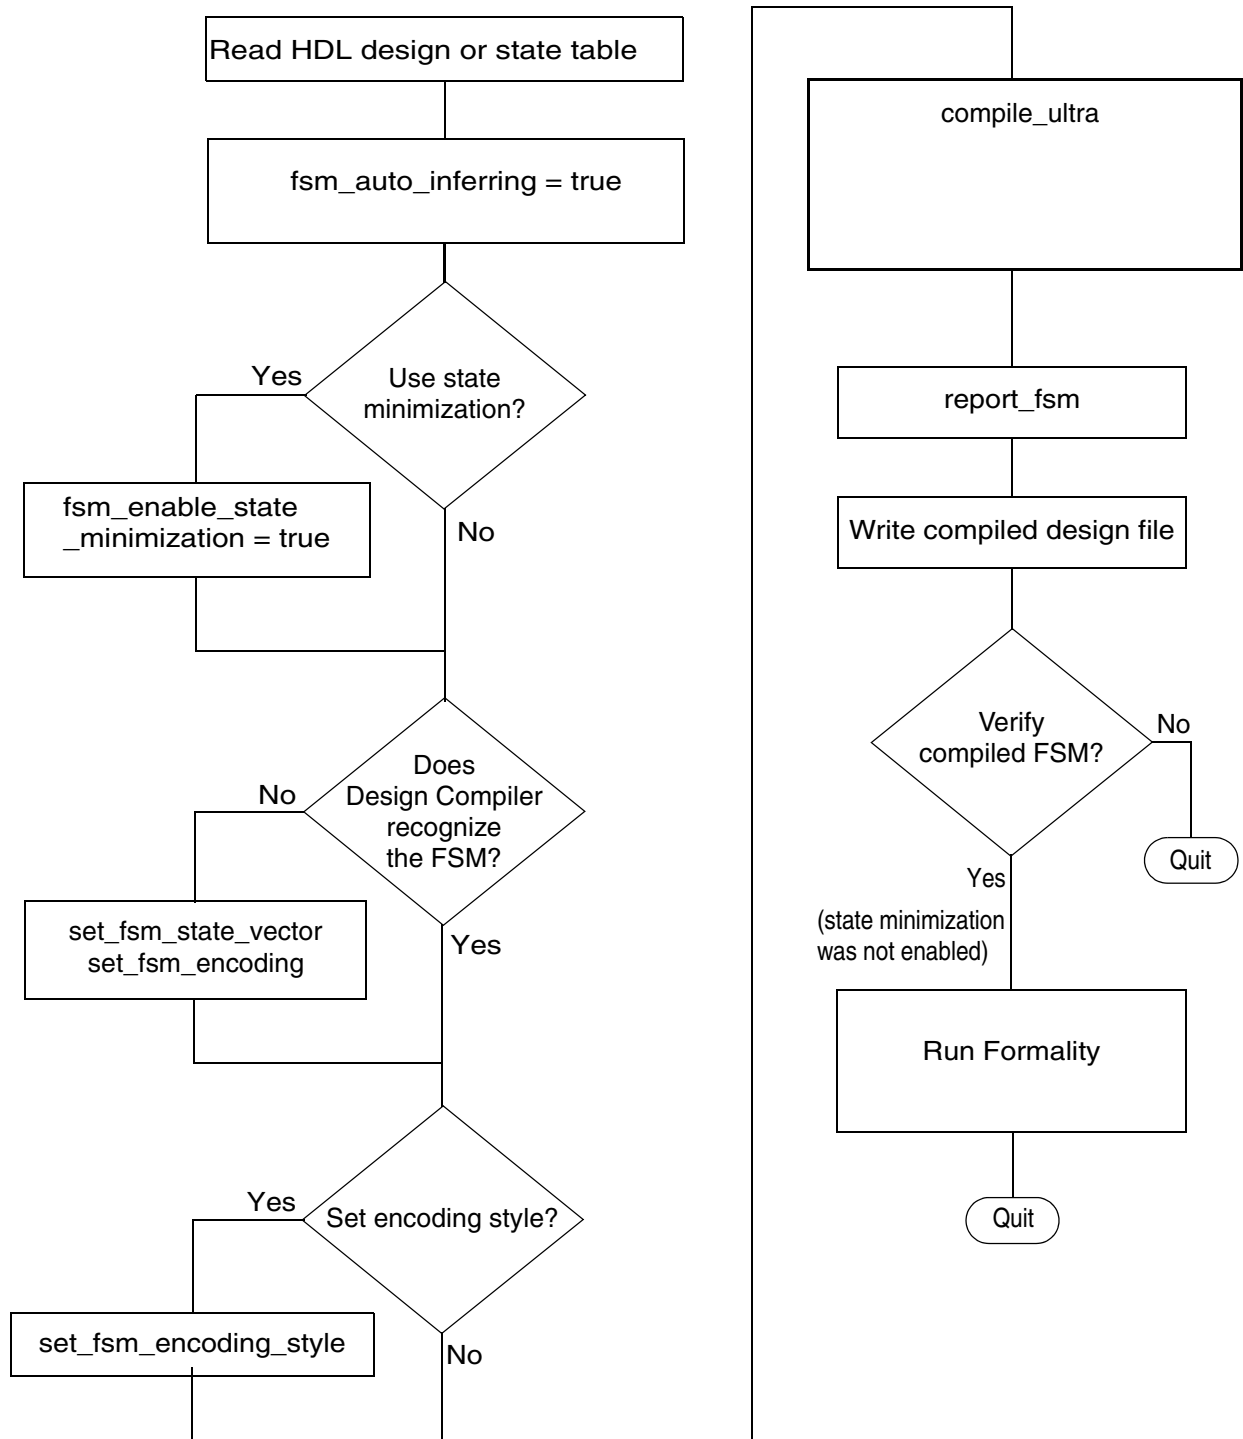 Read HDL design or state table
fsm_auto_inferring = true
Yes
Use state
minimization?
fsm_enable_state
_minimization = true
No
Does
Design Compiler
recognize
the FSM?
No
set_fsm_state_vector
set_fsm_encoding
Yes
Yes
Set encoding style?
set_fsm_encoding_style
No
compile_ultra
report_fsm
Write compiled design file
Verify
compiled FSM?
No
Quit
Yes
(state minimization
was not enabled)
Run Formality
Quit